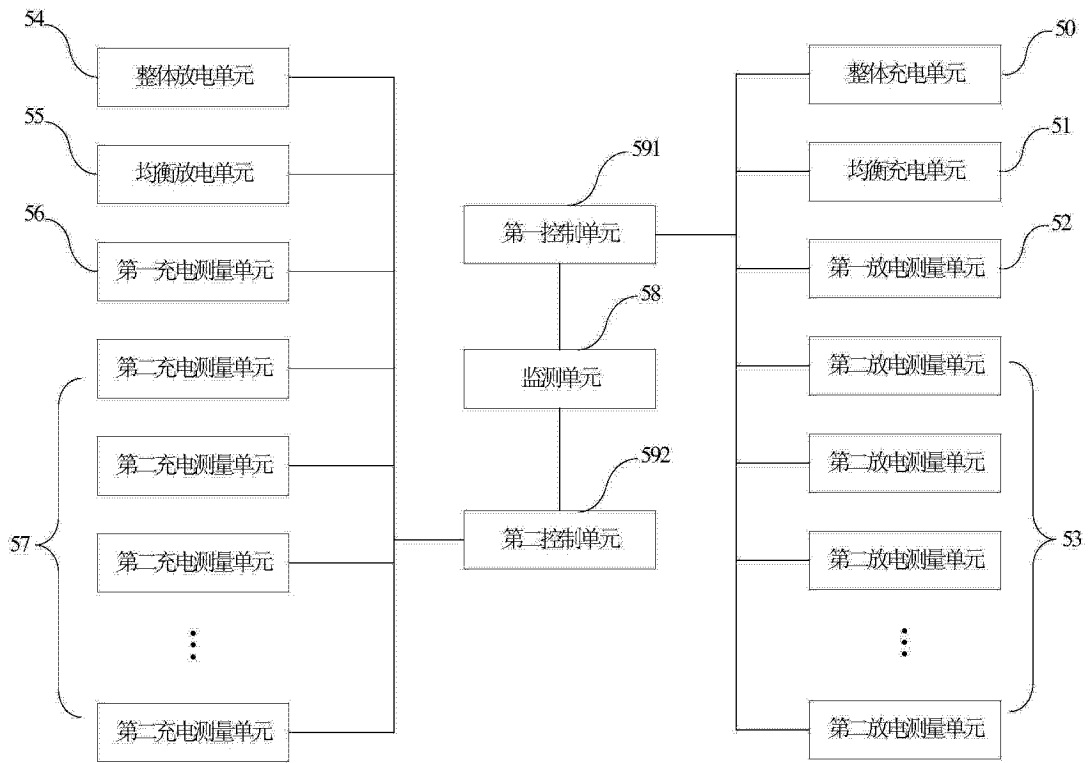 54
整体放电单元
55
均衡放电单元
56
第一充电测量单元
第二充电测量单元
第二充电测量单元
57
第二充电测量单元
第二充电测量单元
591
第一控制单元
58
监测单元
592
第二控制单元
50
整体充电单元
51
均衡充电单元
52
第一放电测量单元
第二放电测量单元
第二放电测量单元
53
第二放电测量单元
第二放电测量单元